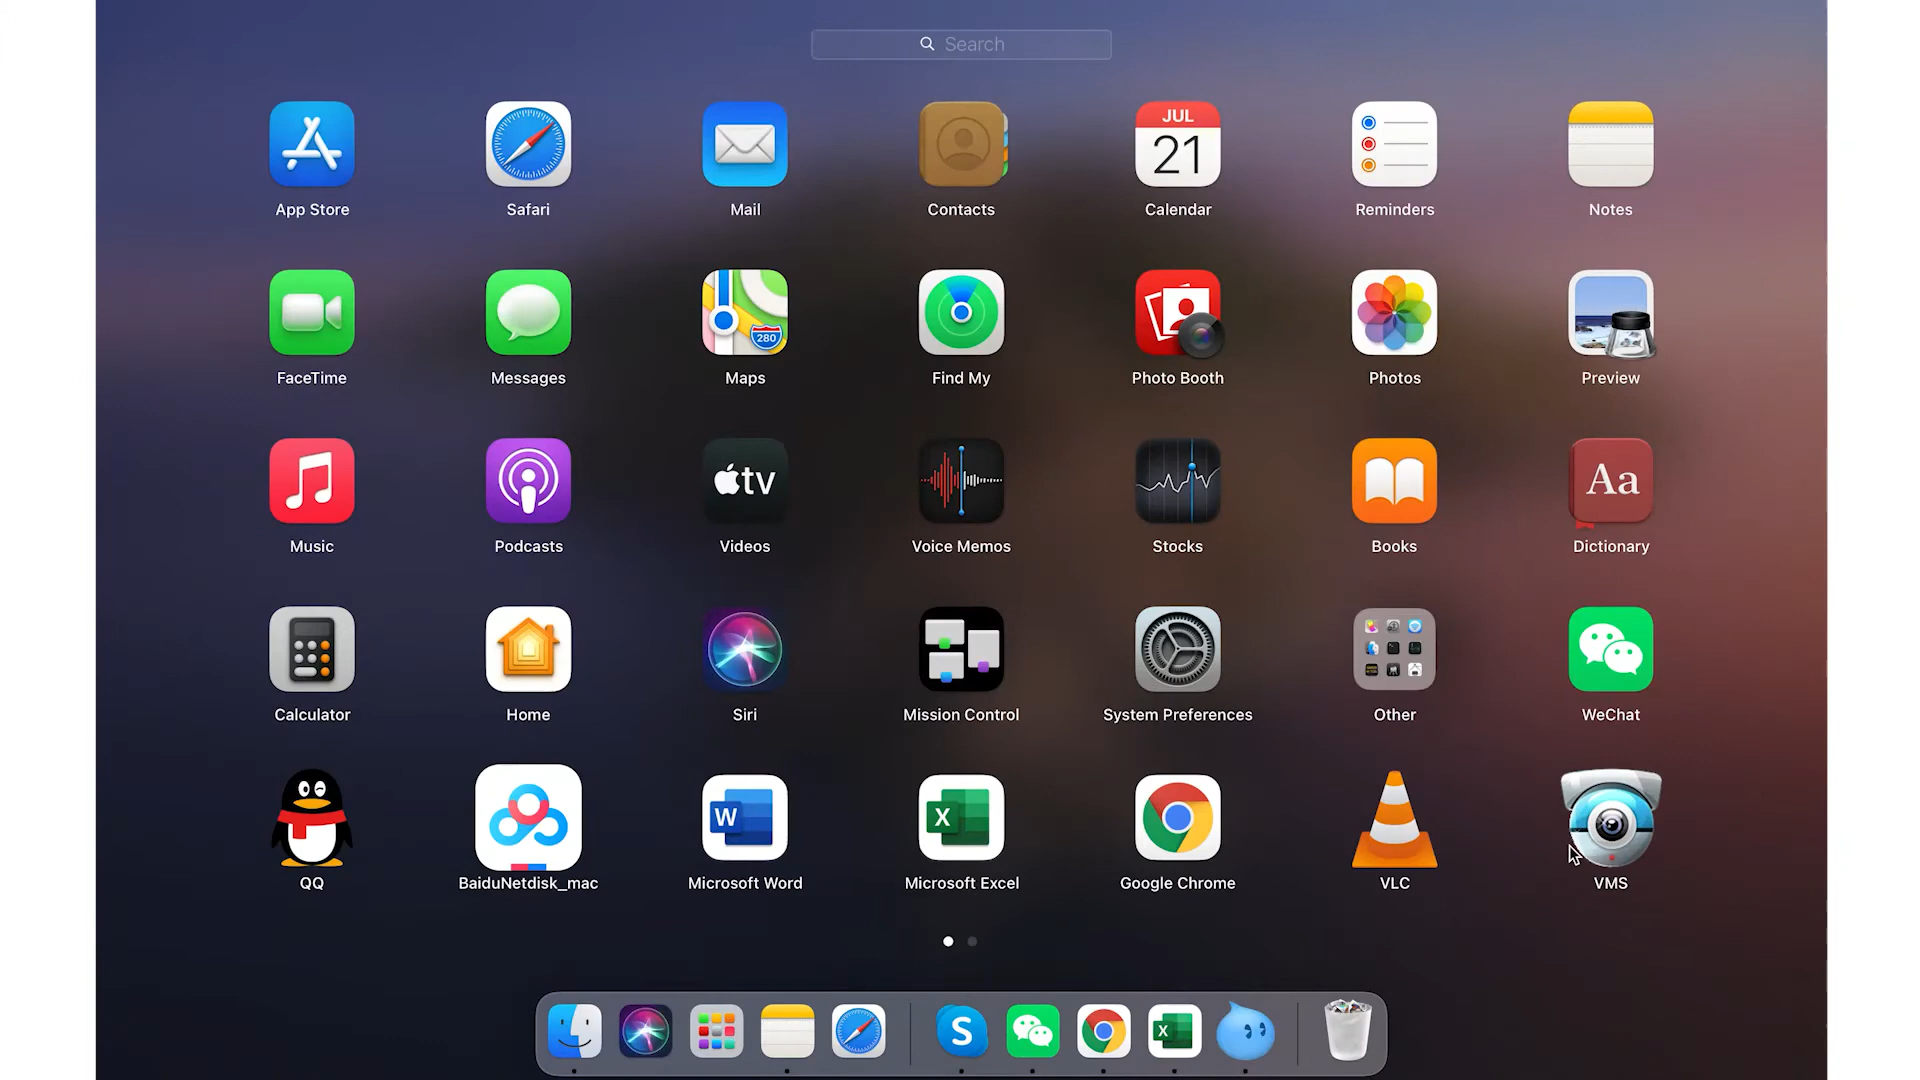 Search
JUL
21
App Store
Safari
Mail
Contacts
Calendar
Reminders
Notes
280
FaceTime
Messages
Maps
Find My
Photo Booth
Photos
Preview
tv
Aa
Music
Podcasts
Videos
Voice Memos
Stocks
Books
Dictionary
Calculator
Home
Siri
Mission Control
System Preferences
Other
WeChat
W
X
QQ
BaiduNetdisk_mac
Microsoft Word
Microsoft Excel
Google Chrome
VLC
VMS
S
X